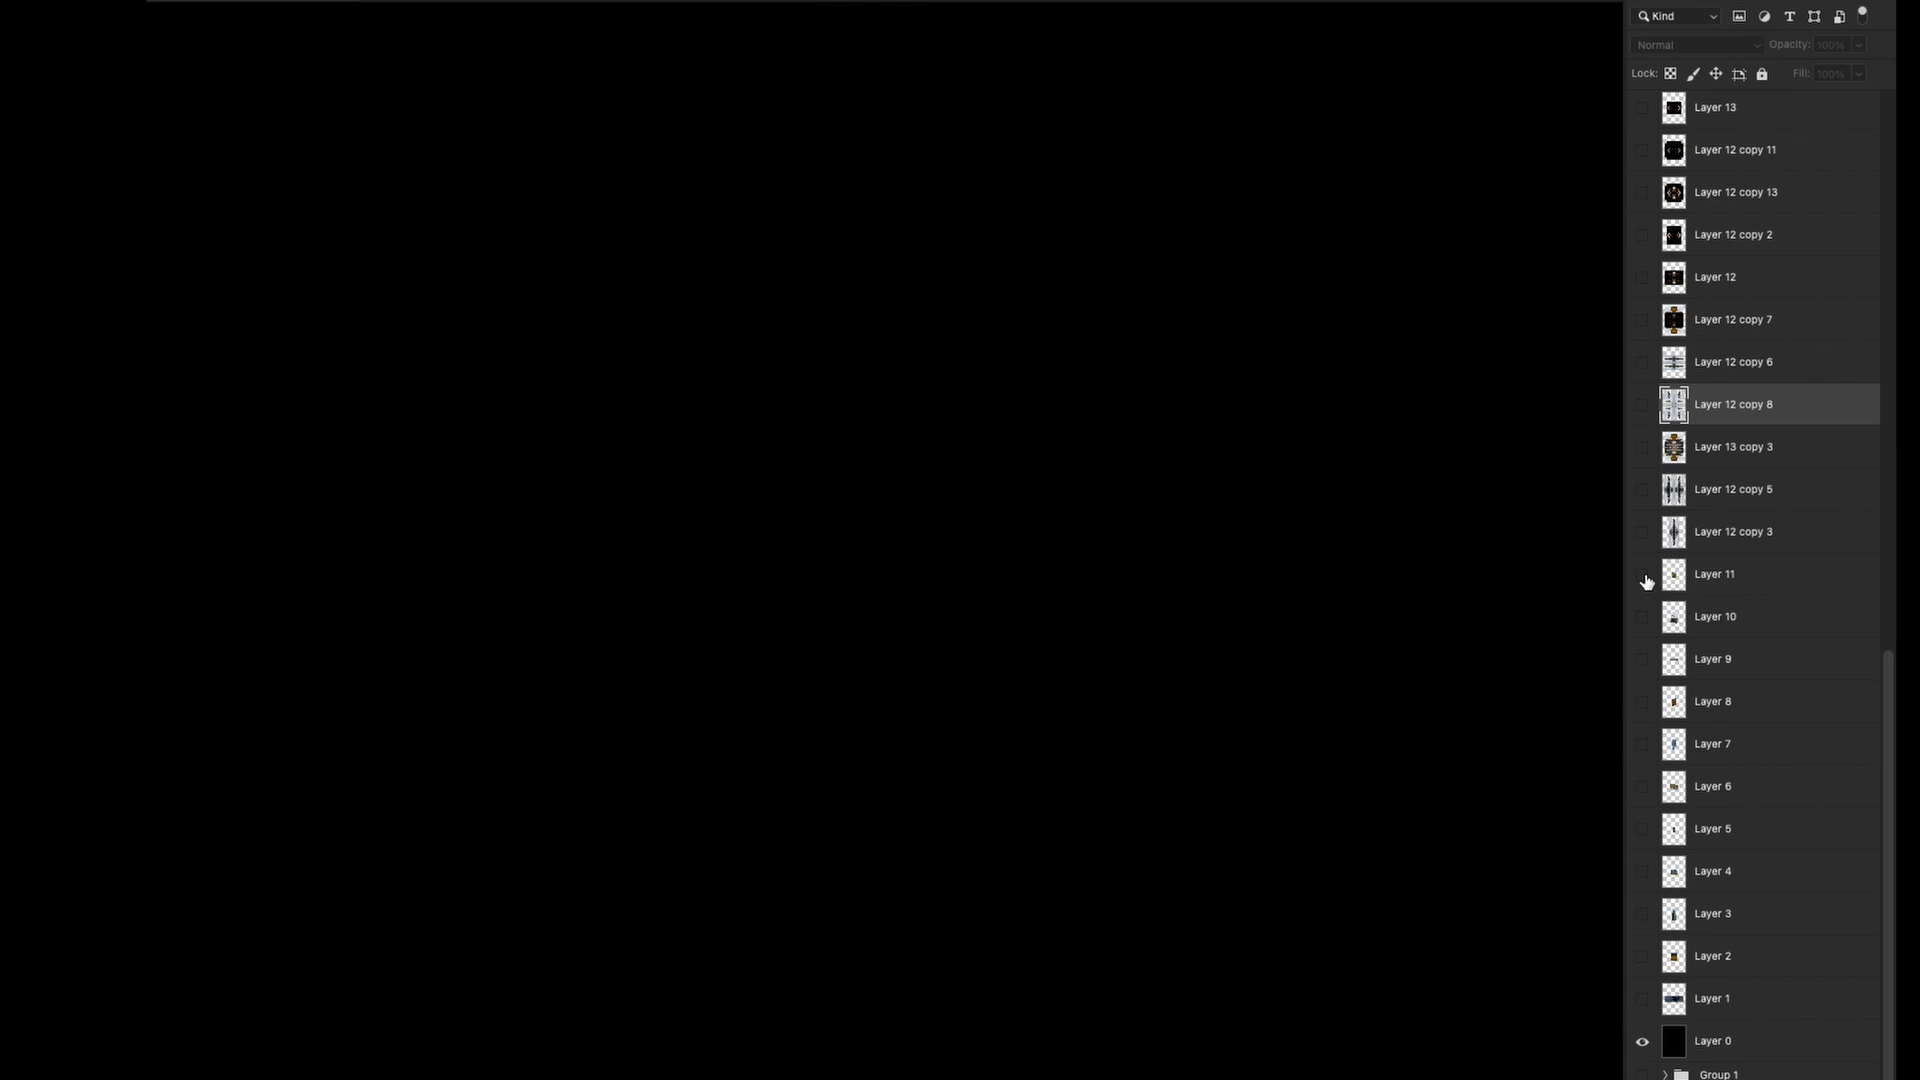 Kind
Normal Opacity: 100%
Lock: Fill: 100%
Layer 13
Layer 12 copy 11
Layer 12 copy 13
Layer 12 copy 2
Layer 12
Layer 12 copy 7
Layer 12 copy 6
Layer 12 copy 8
Layer 13 copy 3
Layer 12 copy 5
Layer 12 copy 3
Layer 11
Layer 10
Layer 9
Layer 8
Layer 7
Layer 6
Layer 5
Layer 4
Layer 3
Layer 2
Layer 1
Layer 0
Group 1